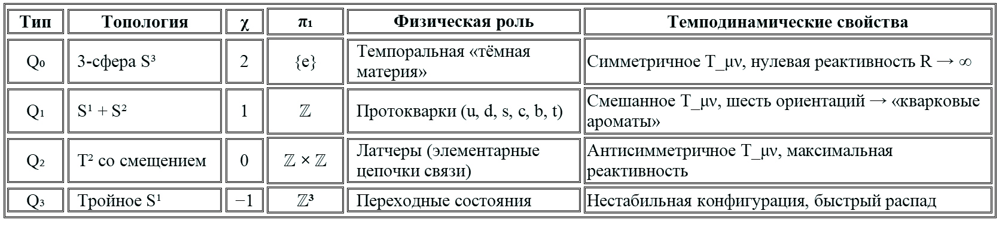 Тип Топология χ π₁ Физическая роль Темподинамические свойства
Q₀ 3-сфера S³ 2 {e} Темпоральная «тёмная материя» Симметричное T_μν, нулевая реактивность R → ∞
Q₁ S¹ + S² 1 ℤ Протокварки (u, d, s, c, b, t) Смешанное T_μν, шесть ориентаций → «кварковые ароматы»
Q₂ T² со смещением 0 ℤ × ℤ Латчеры (элементарные цепочки связи) Антисимметричное T_μν, максимальная реактивность
Q₃ Тройное S¹ −1 ℤ³ Переходные состояния Нестабильная конфигурация, быстрый распад